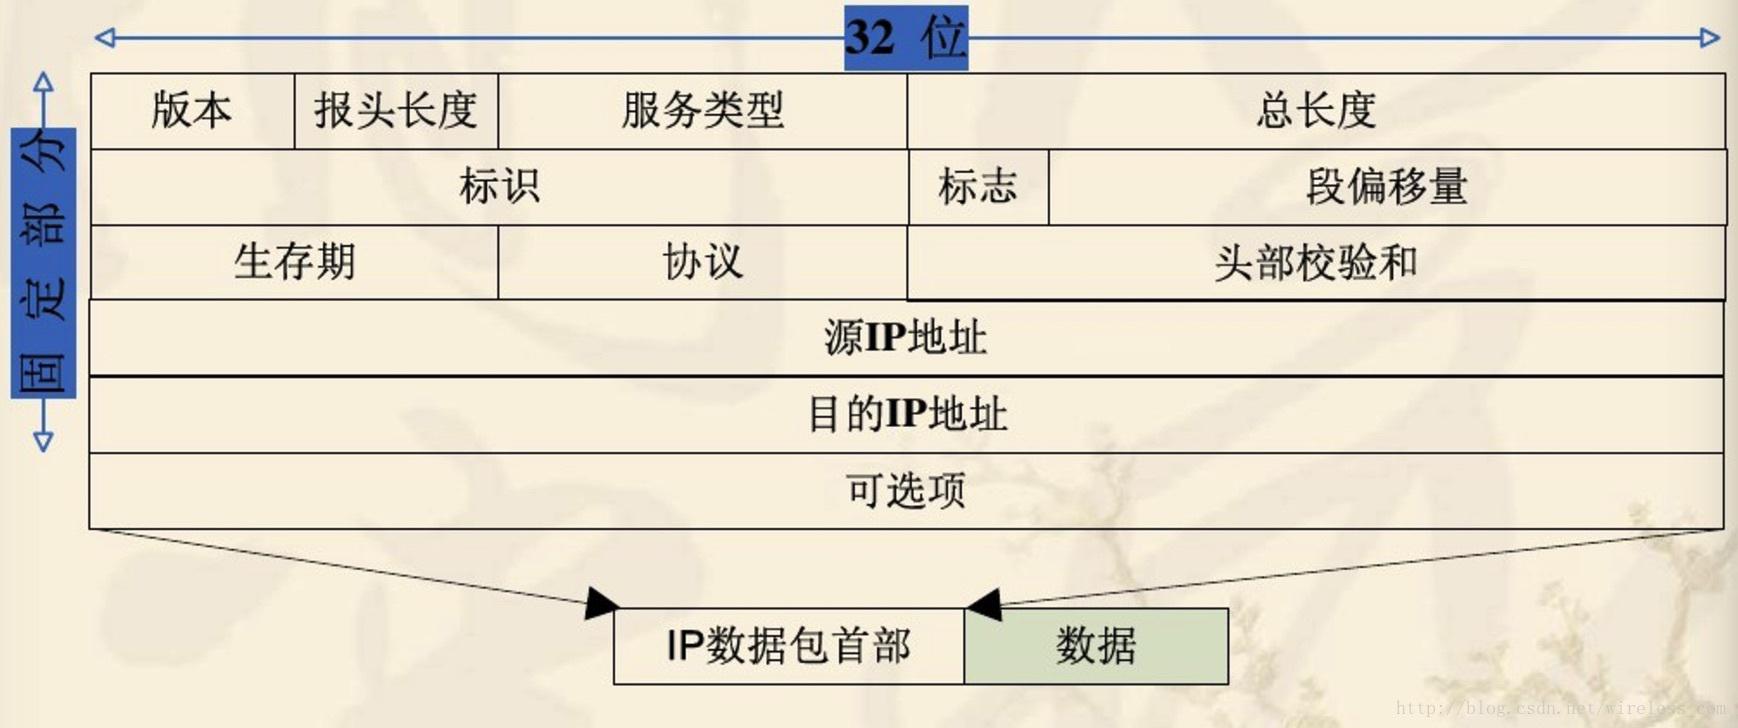 32 位
固定部分
版本 报头长度 服务类型 总长度
标识 标志 段偏移量
生存期 协议 头部校验和
源IP地址
目的IP地址
可选项
IP数据包首部 数据
http://blog.csdn.net/wireless_com